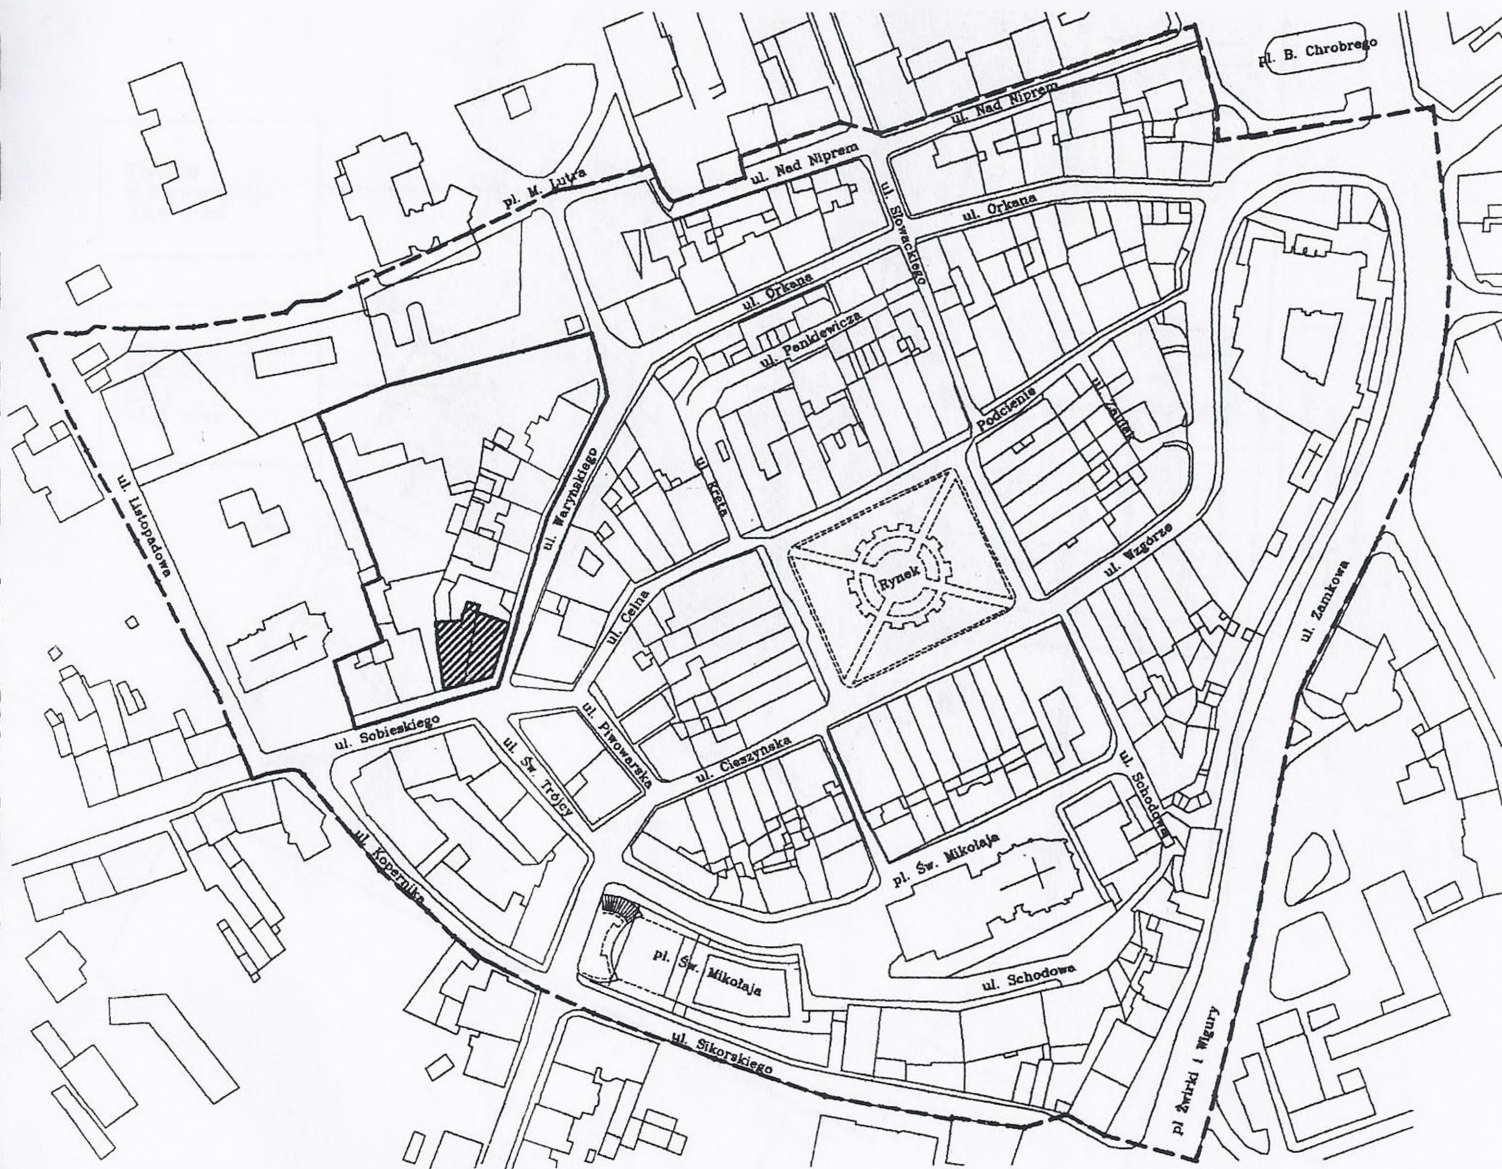 pl. B. Chrobrego
ul. Nad Niprem
ul. Nad Niprem
pl. M. Lutra
ul. Słowackiego
ul. Orkana
ul. Orkana
ul. Pankiewicza
Podcienie
ul. Zaułek
ul. Listopadowa
ul. Waryńskiego
ul. Kręta
Rynek
ul. Wzgórze
ul. Zamkowa
ul. Celna
ul. Sobieskiego
ul. Piwowarska
ul. Św. Trójcy
ul. Cieszyńska
ul. Schodowa
ul. Kopernika
pl. Św. Mikołaja
pl. Św. Mikołaja
ul. Schodowa
ul. Sikorskiego
pl Żwirki i Wigury